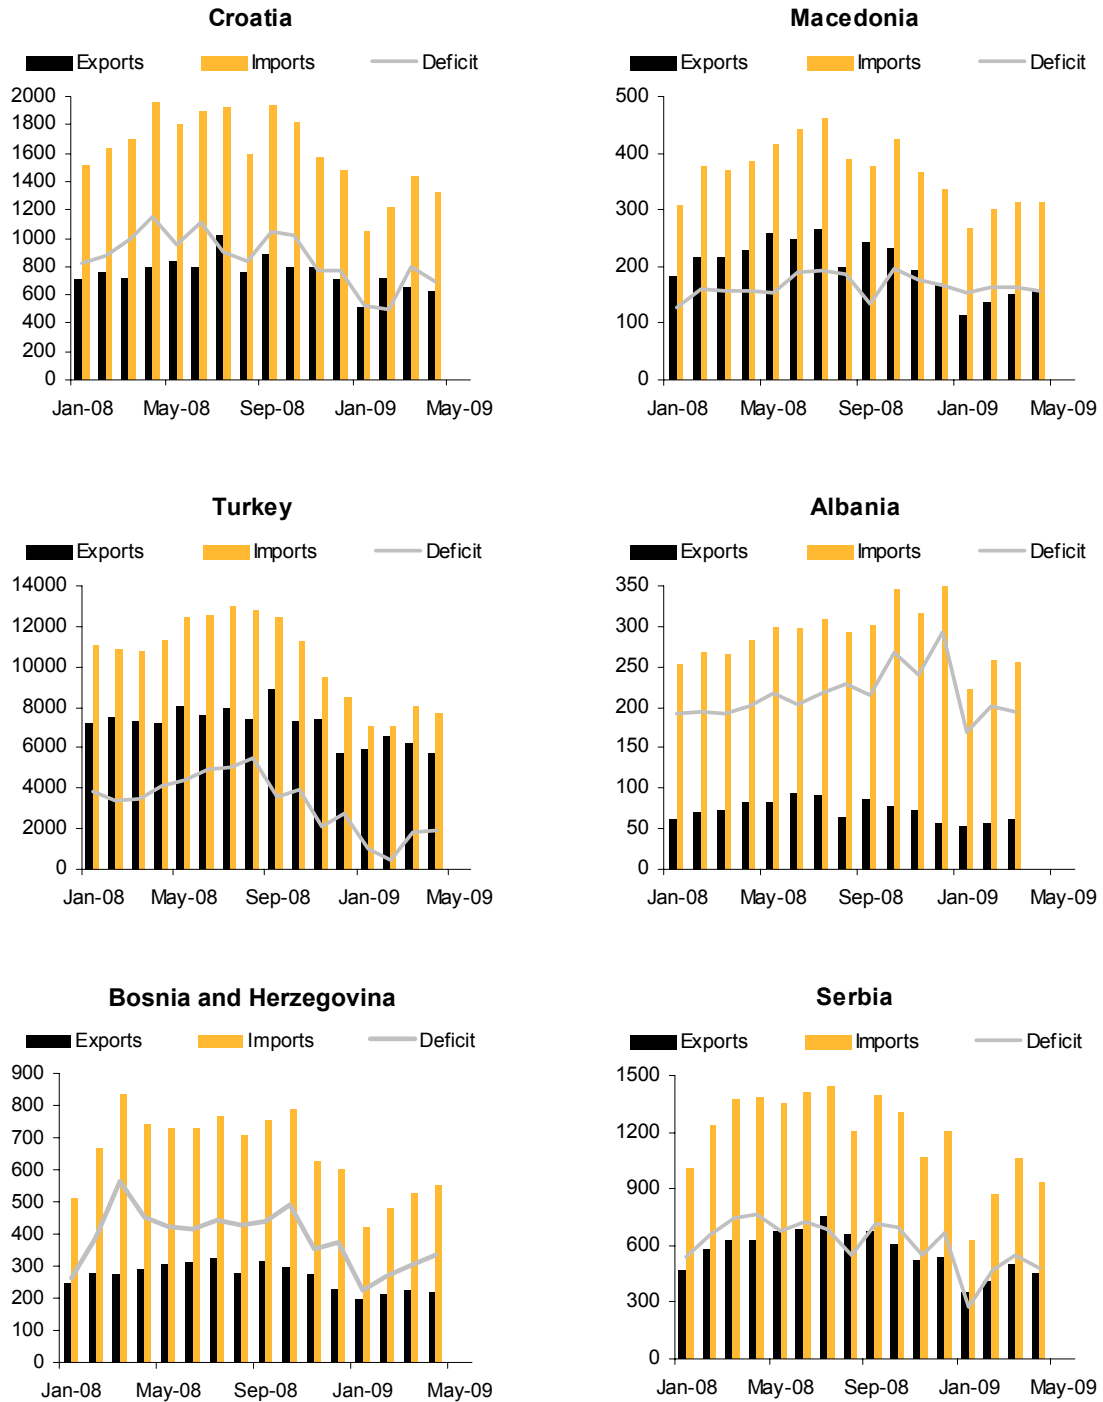 Croatia
Exports Imports Deficit
2000
1800
1600
1400
1200
1000
800
600
400
200
0
Jan-08 May-08 Sep-08 Jan-09 May-09
Macedonia
Exports Imports Deficit
500
400
300
200
100
0
Jan-08 May-08 Sep-08 Jan-09 May-09
Turkey
Exports Imports Deficit
14000
12000
10000
8000
6000
4000
2000
0
Jan-08 May-08 Sep-08 Jan-09 May-09
Albania
Exports Imports Deficit
350
300
250
200
150
100
50
0
Jan-08 May-08 Sep-08 Jan-09 May-09
Bosnia and Herzegovina
Exports Imports Deficit
900
800
700
600
500
400
300
200
100
0
Jan-08 May-08 Sep-08 Jan-09 May-09
Serbia
Exports Imports Deficit
1500
1200
900
600
300
0
Jan-08 May-08 Sep-08 Jan-09 May-09